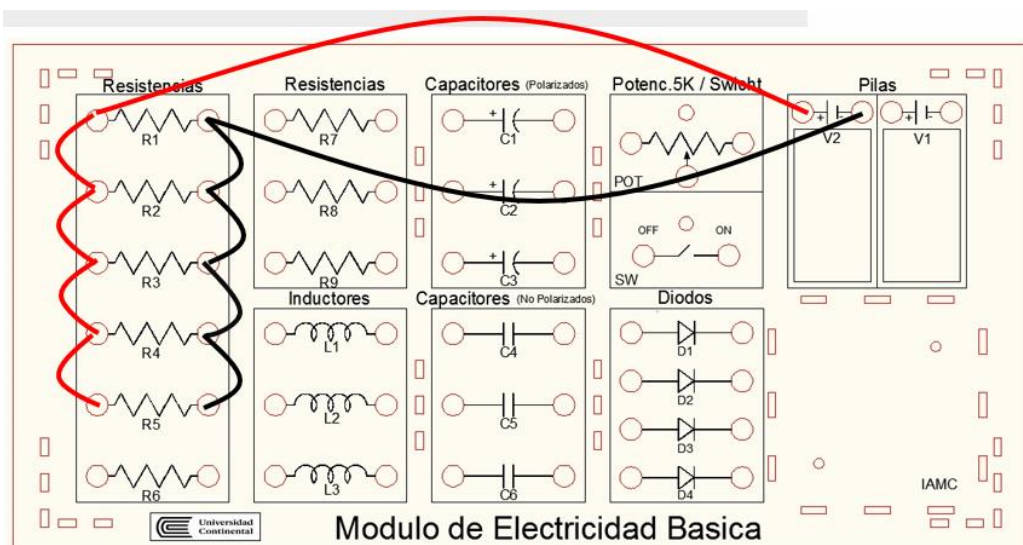 Resistencias
Resistencias
Capacitores (Polarizados)
Potenc.5K / Swicht
Pilas
R1
R7
C1
V2
V1
POT
R2
R8
C2
OFF
ON
R3
R9
C3
SW
Inductores
Capacitores (No Polarizados)
Diodos
R4
L1
C4
D1
D2
R5
L2
C5
D3
R6
L3
C6
D4
IAMC
Universidad
Continental
Modulo de Electricidad Basica